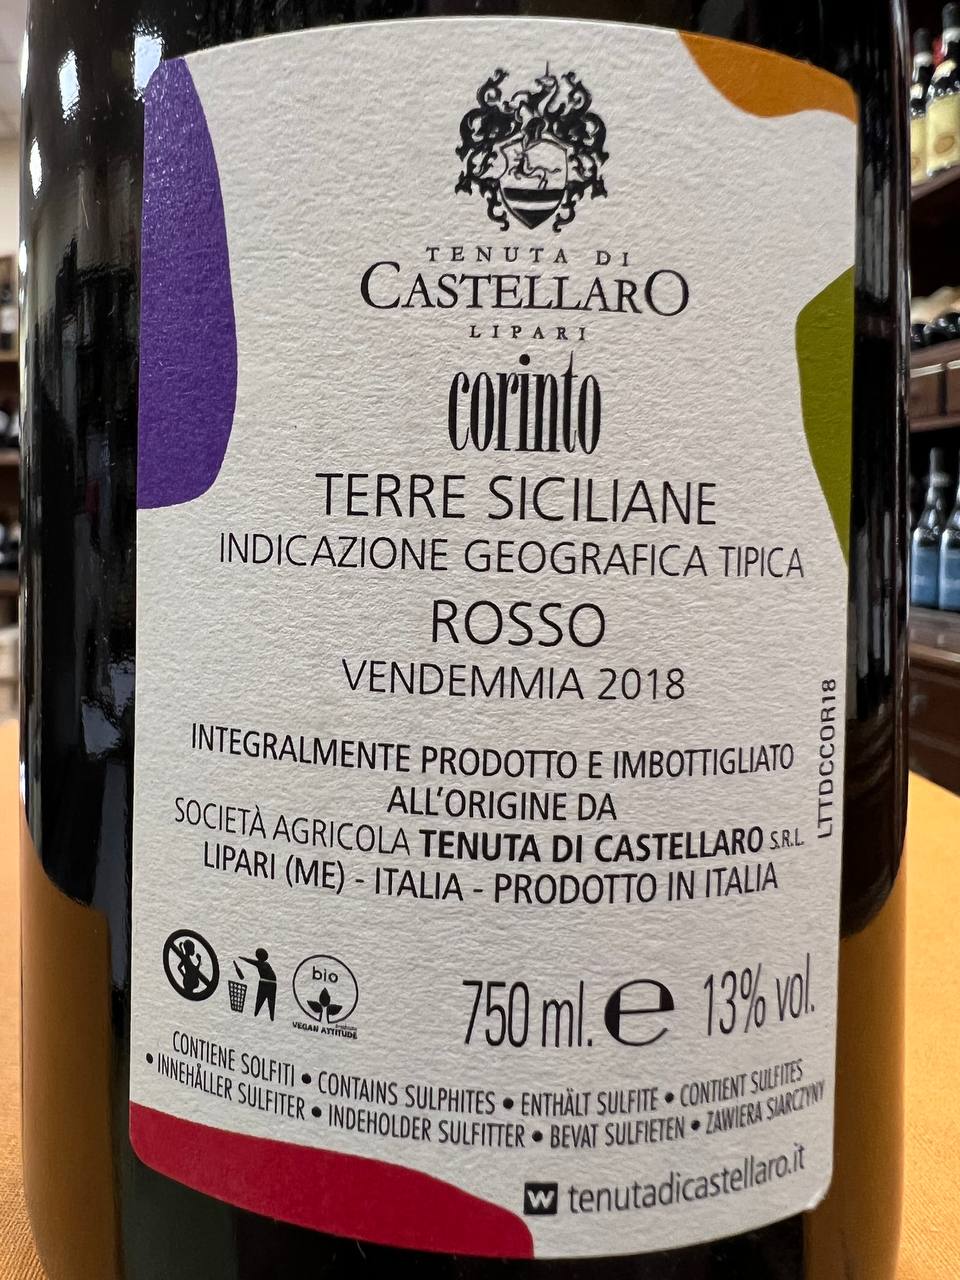 TENUTA DI
CASTELLARO
LIPARI
corinto
TERRE SICILIANE
INDICAZIONE GEOGRAFICA TIPICA
ROSSO
VENDEMMIA 2018
INTEGRALMENTE PRODOTTO E IMBOTTIGLIATO
ALL'ORIGINE DA
SOCIETÀ AGRICOLA TENUTA DI CASTELLARO S.R.L.
LIPARI (ME) - ITALIA - PRODOTTO IN ITALIA
LTTDCCOR18
bio
VEGAN ATTITUDE
750 ml. e 13% vol.
CONTIENE SOLFITI • CONTAINS SULPHITES • ENTHÄLT SULFITE • CONTIENT SULFITES
• INNEHÅLLER SULFITER • INDEHOLDER SULFITTER • BEVAT SULFIETEN • ZAWIERA SIARCZYNY
W tenutadicastellaro.it